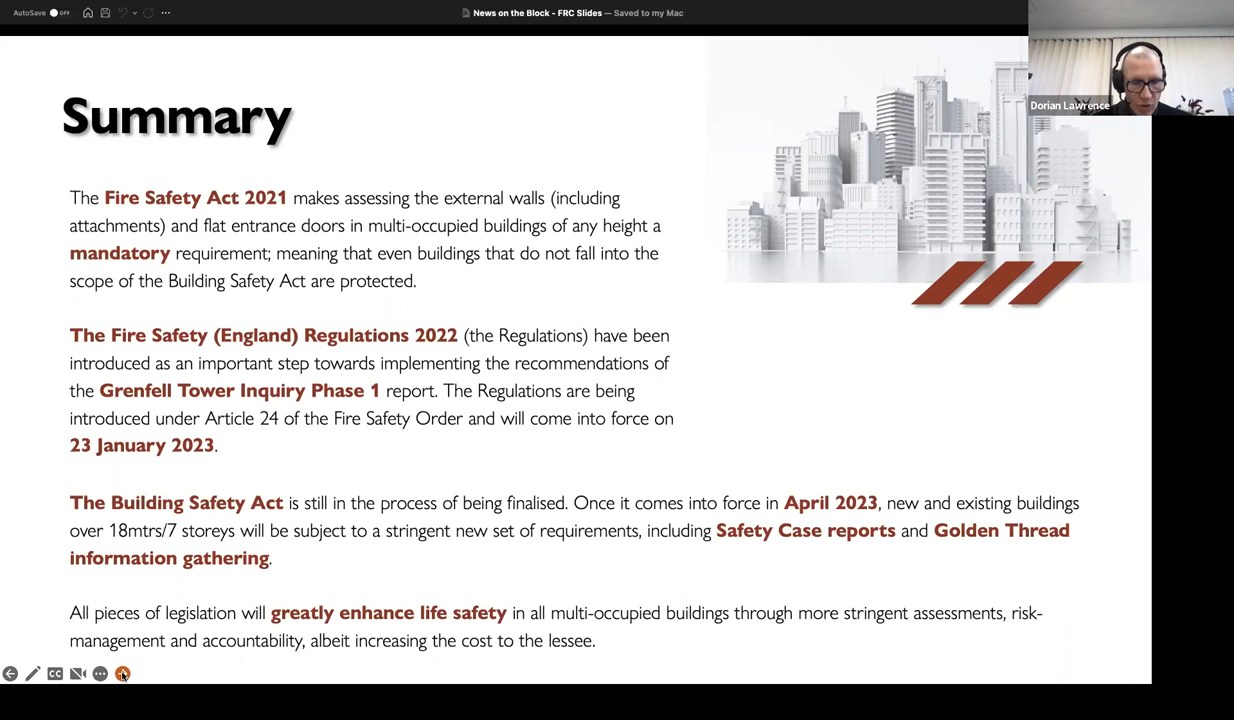 AutoSave OFF
News on the Block - FRC Slides — Saved to my Mac
Dorian Lawrence
Summary
The Fire Safety Act 2021 makes assessing the external walls (including
attachments) and flat entrance doors in multi-occupied buildings of any height a
mandatory requirement; meaning that even buildings that do not fall into the
scope of the Building Safety Act are protected.
The Fire Safety (England) Regulations 2022 (the Regulations) have been
introduced as an important step towards implementing the recommendations of
the Grenfell Tower Inquiry Phase 1 report. The Regulations are being
introduced under Article 24 of the Fire Safety Order and will come into force on
23 January 2023.
The Building Safety Act is still in the process of being finalised. Once it comes into force in April 2023, new and existing buildings
over 18mtrs/7 storeys will be subject to a stringent new set of requirements, including Safety Case reports and Golden Thread
information gathering.
All pieces of legislation will greatly enhance life safety in all multi-occupied buildings through more stringent assessments, risk-
management and accountability, albeit increasing the cost to the lessee.
CC